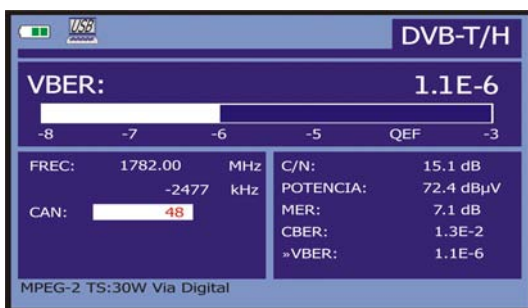 USB
DVB-T/H
VBER: 1.1E-6
-8 -7 -6 -5 QEF -3
FREC: 1782.00 MHz
-2477 kHz
CAN: 48
C/N: 15.1 dB
POTENCIA: 72.4 dBµV
MER: 7.1 dB
CBER: 1.3E-2
»VBER: 1.1E-6
MPEG-2 TS:30W Via Digital